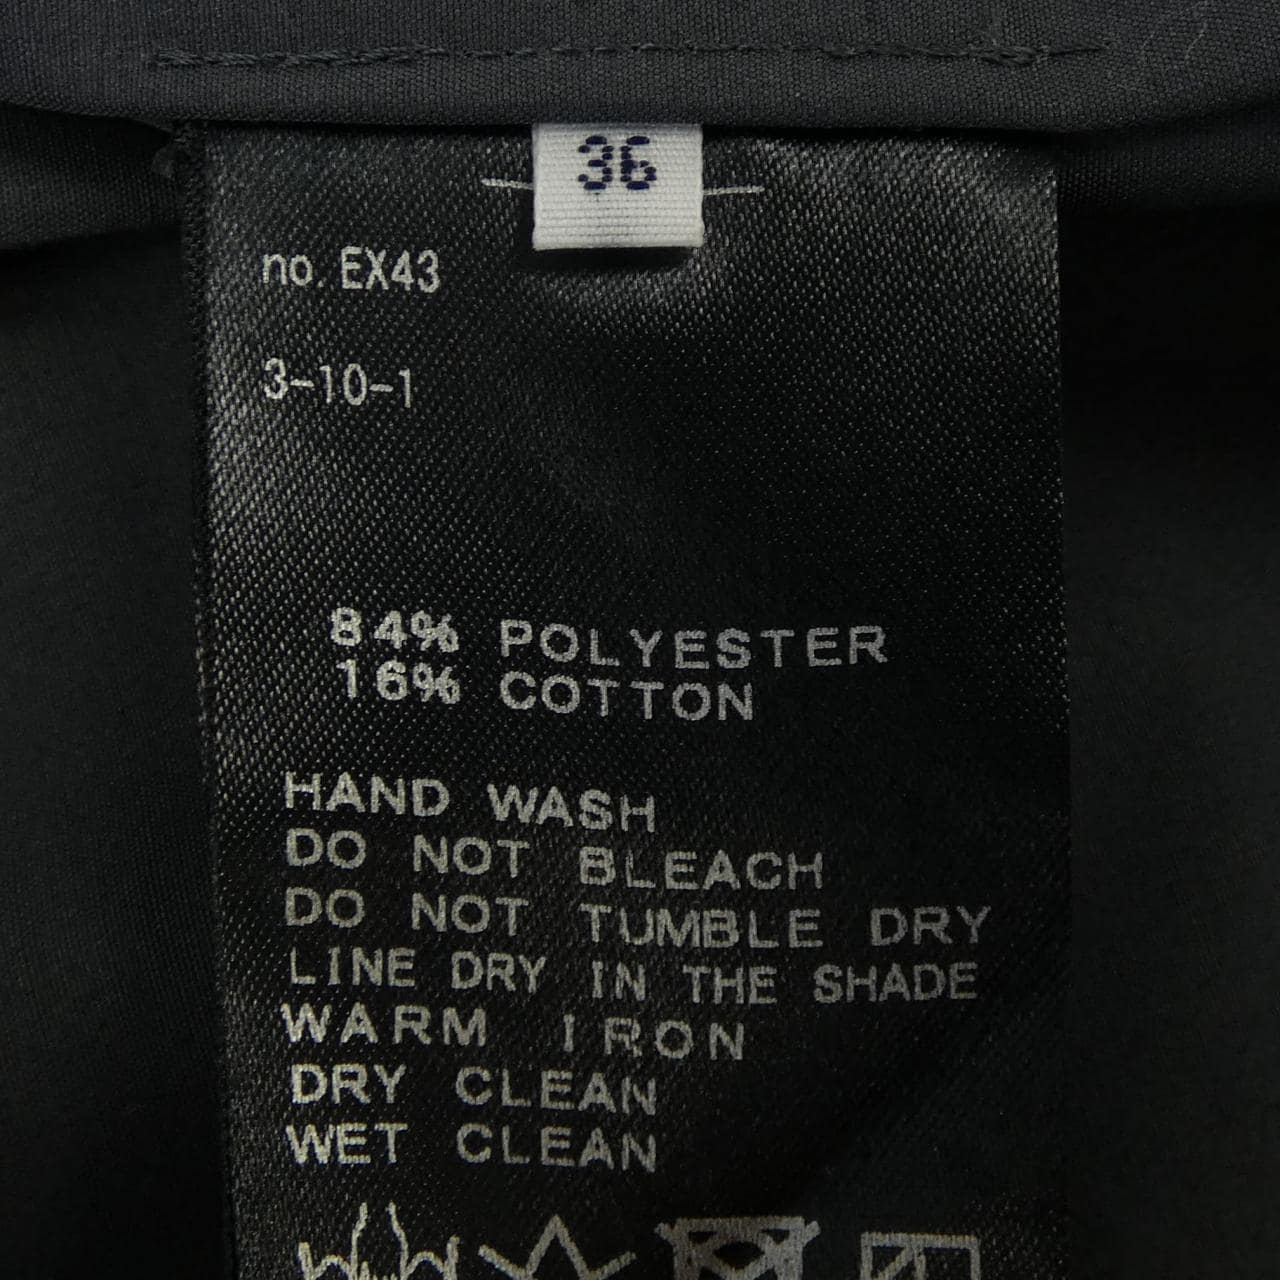 36
no. EX43
3-10-1
84% POLYESTER
16% COTTON
HAND WASH
DO NOT BLEACH
DO NOT TUMBLE DRY
LINE DRY IN THE SHADE
WARM IRON
DRY CLEAN
WET CLEAN